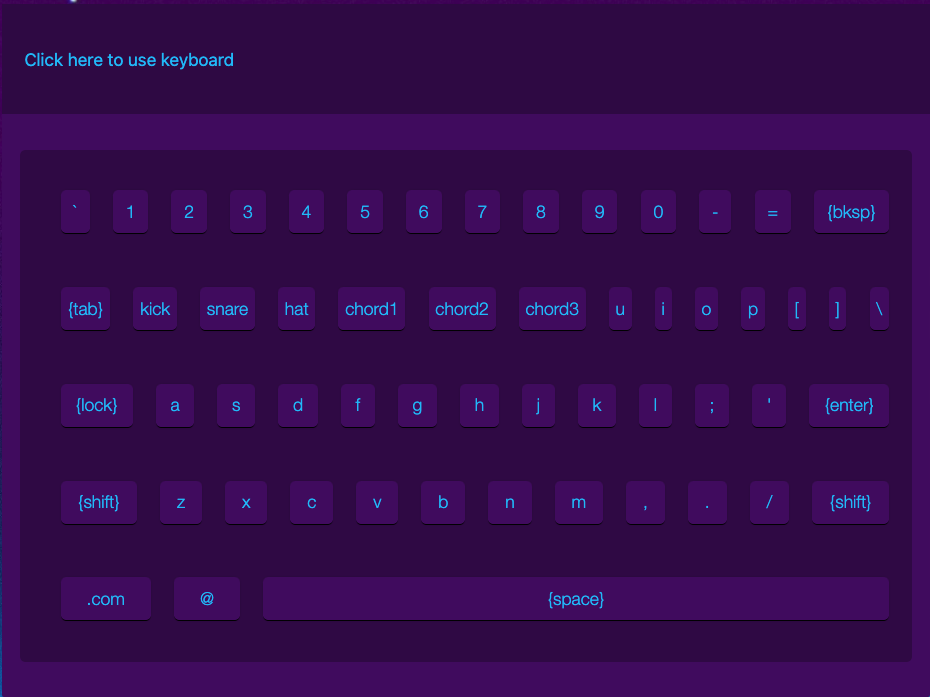 Click here to use keyboard
` 1 2 3 4 5 6 7 8 9 0 - = {bksp}
{tab} kick snare hat chord1 chord2 chord3 u i o p [ ] \
{lock} a s d f g h j k l ; ' {enter}
{shift} z x c v b n m , . / {shift}
.com @ {space}